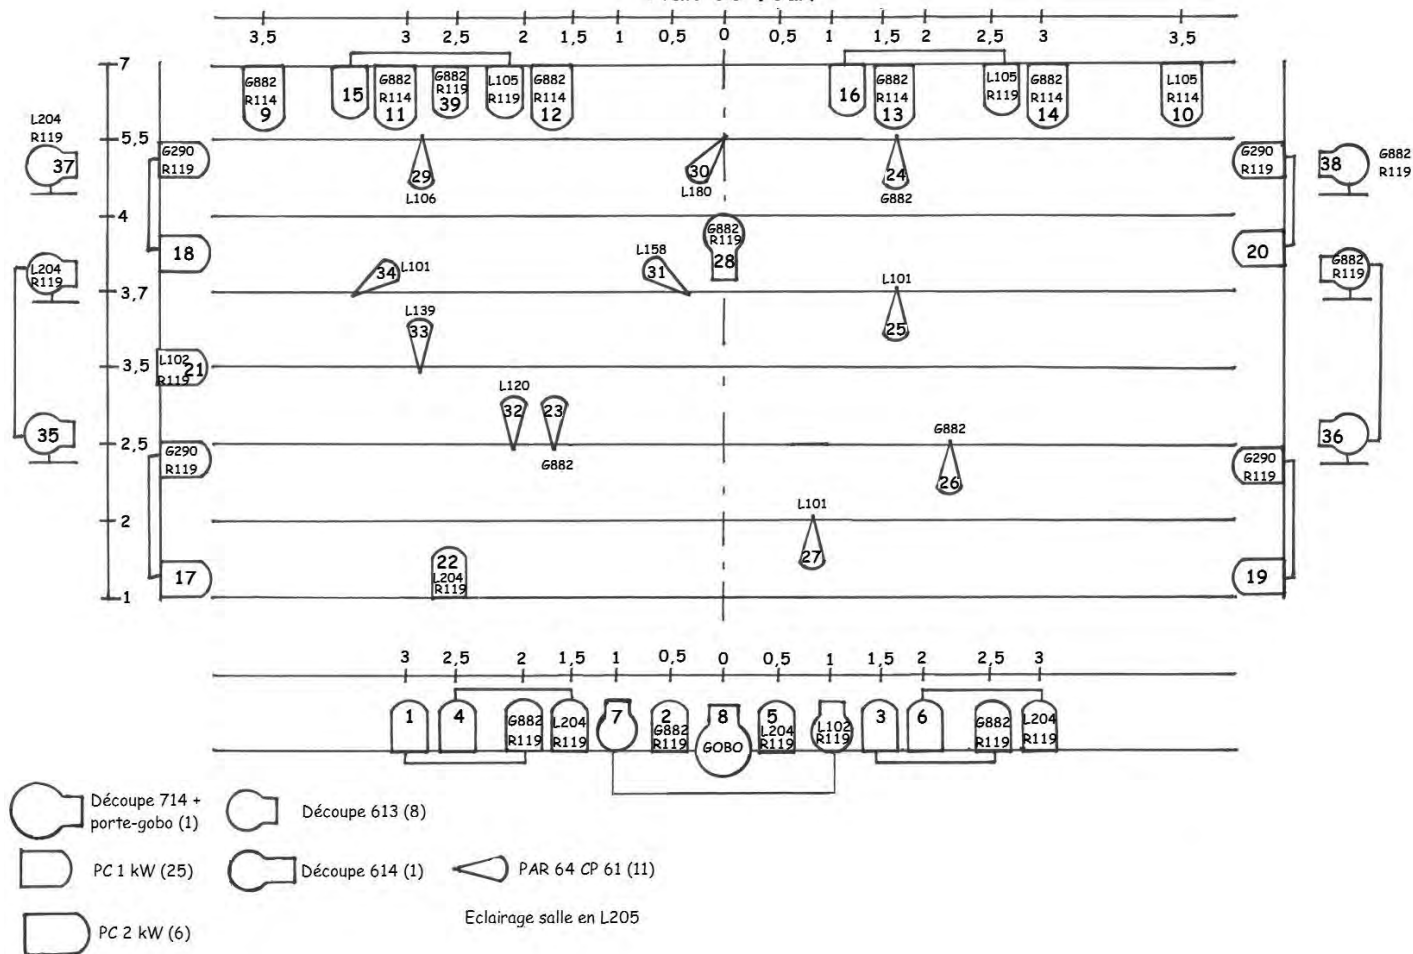 3,5 3 2,5 2 1,5 1 0,5 0 0,5 1 1,5 2 2,5 3 3,5
7
G882 R114 9
15
G882 R114 11
G882 R119 39
L105 R119
G882 R114 12
16
G882 R114 13
L105 R119
G882 R114 14
L105 R114 10
L204
R119
37
5,5
G290
R119
29
L106
30
L180
24
G882
G290
R119
38
G882
R119
4
18
G882
R119
28
20
L204
R119
34
L101
L158
31
L101
25
G882
R119
3,7
L139
33
3,5
L102
R119
21
L120
32
23
G882
35
2,5
G290
R119
G882
26
G290
R119
36
2
L101
27
17
22
L204
R119
19
1
3 2,5 2 1,5 1 0,5 0 0,5 1 1,5 2 2,5 3
1
4
G882
R119
L204
R119
7
2
G882
R119
8
GOBO
5
L204
R119
L102
R119
3
6
G882
R119
L204
R119
Découpe 714 +
porte-gobo (1)
Découpe 613 (8)
PC 1 kW (25)
Découpe 614 (1)
PAR 64 CP 61 (11)
PC 2 kW (6)
Eclairage salle en L205